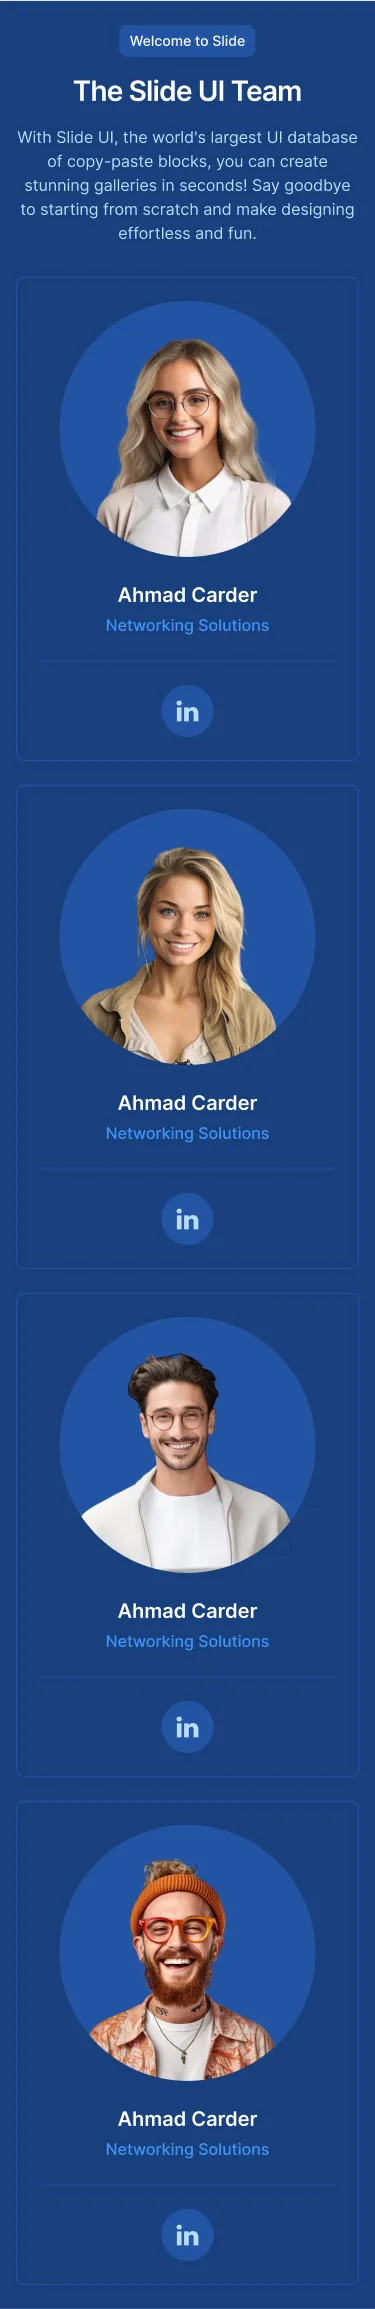 Welcome to Slide
The Slide UI Team
With Slide UI, the world's largest UI database
of copy-paste blocks, you can create
stunning galleries in seconds! Say goodbye
to starting from scratch and make designing
effortless and fun.
Ahmad Carder
Networking Solutions
in
Ahmad Carder
Networking Solutions
in
Ahmad Carder
Networking Solutions
in
Ahmad Carder
Networking Solutions
in